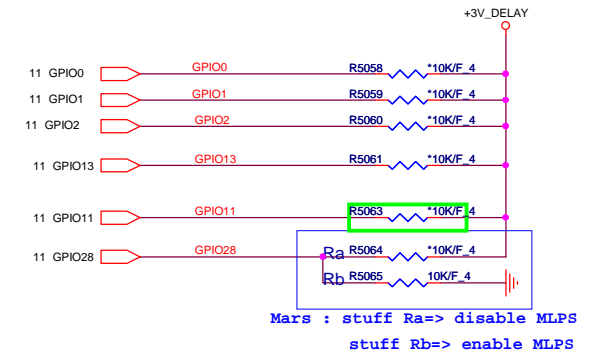 +3V_DELAY
11 GPIO0 GPIO0 R5058 *10K/F_4
11 GPIO1 GPIO1 R5059 *10K/F_4
11 GPIO2 GPIO2 R5060 *10K/F_4
11 GPIO13 GPIO13 R5061 *10K/F_4
11 GPIO11 GPIO11 R5063 *10K/F_4
11 GPIO28 GPIO28 Ra R5064 *10K/F_4
Rb R5065 10K/F_4
Mars : stuff Ra=> disable MLPS
stuff Rb=> enable MLPS